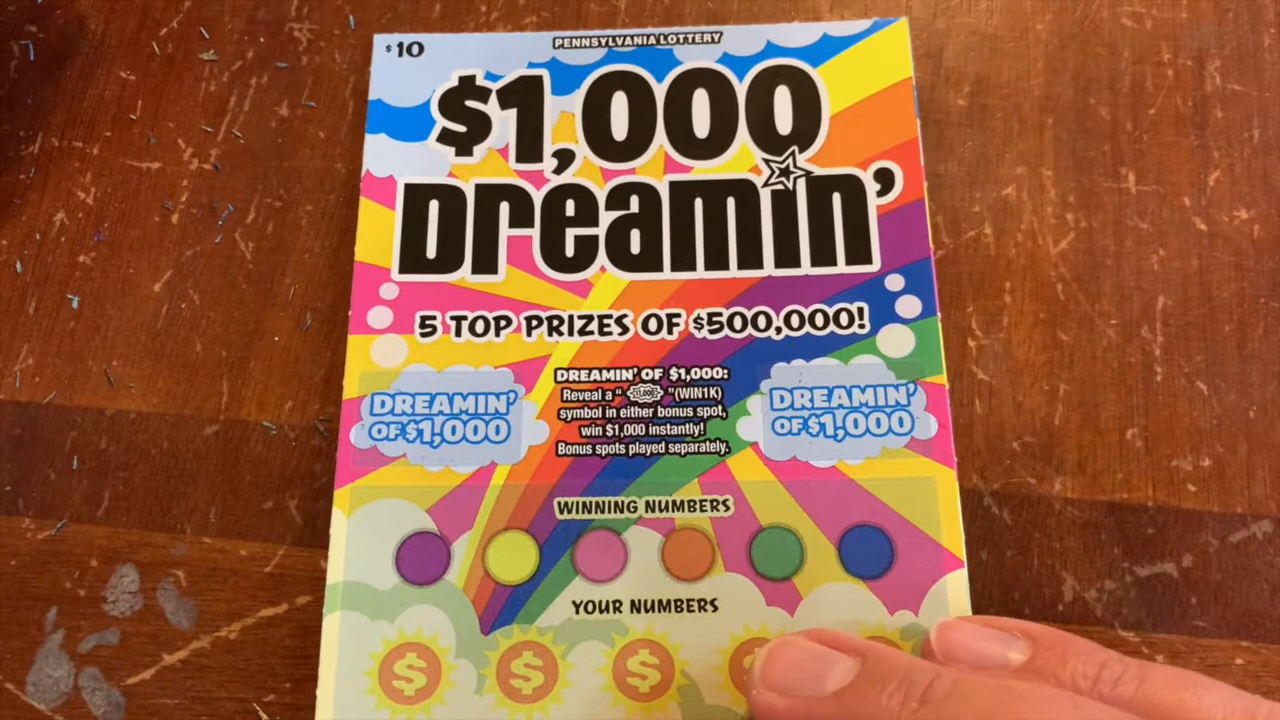 $10
PENNSYLVANIA LOTTERY
$1,000
Dreamin'
5 TOP PRIZES OF $500,000!
DREAMIN'
OF $1,000
DREAMIN' OF $1,000:
Reveal a " " (WIN1K)
symbol in either bonus spot,
win $1,000 instantly!
Bonus spots played separately.
DREAMIN'
OF $1,000
WINNING NUMBERS
YOUR NUMBERS
$ $ $